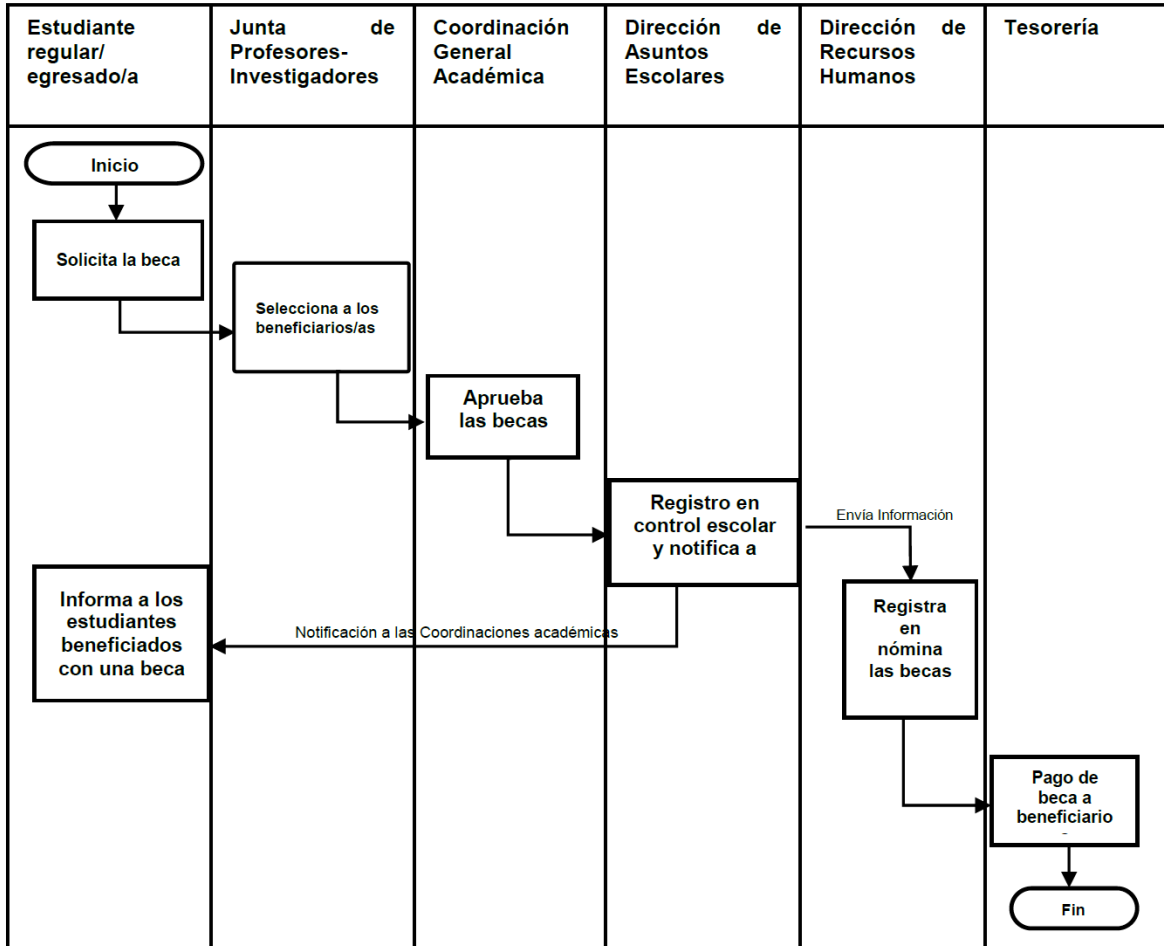 Estudiante
regular/
egresado/a
Junta de
Profesores-
Investigadores
Coordinación
General
Académica
Dirección de
Asuntos
Escolares
Dirección de
Recursos
Humanos
Tesorería
Inicio
Solicita la beca
Selecciona a los
beneficiarios/as
Aprueba
las becas
Registro en
control escolar
y notifica a
Envía Información
Informa a los
estudiantes
beneficiados
con una beca
Notificación a las Coordinaciones académicas
Registra
en
nómina
las becas
Pago de
beca a
beneficiario
Fin